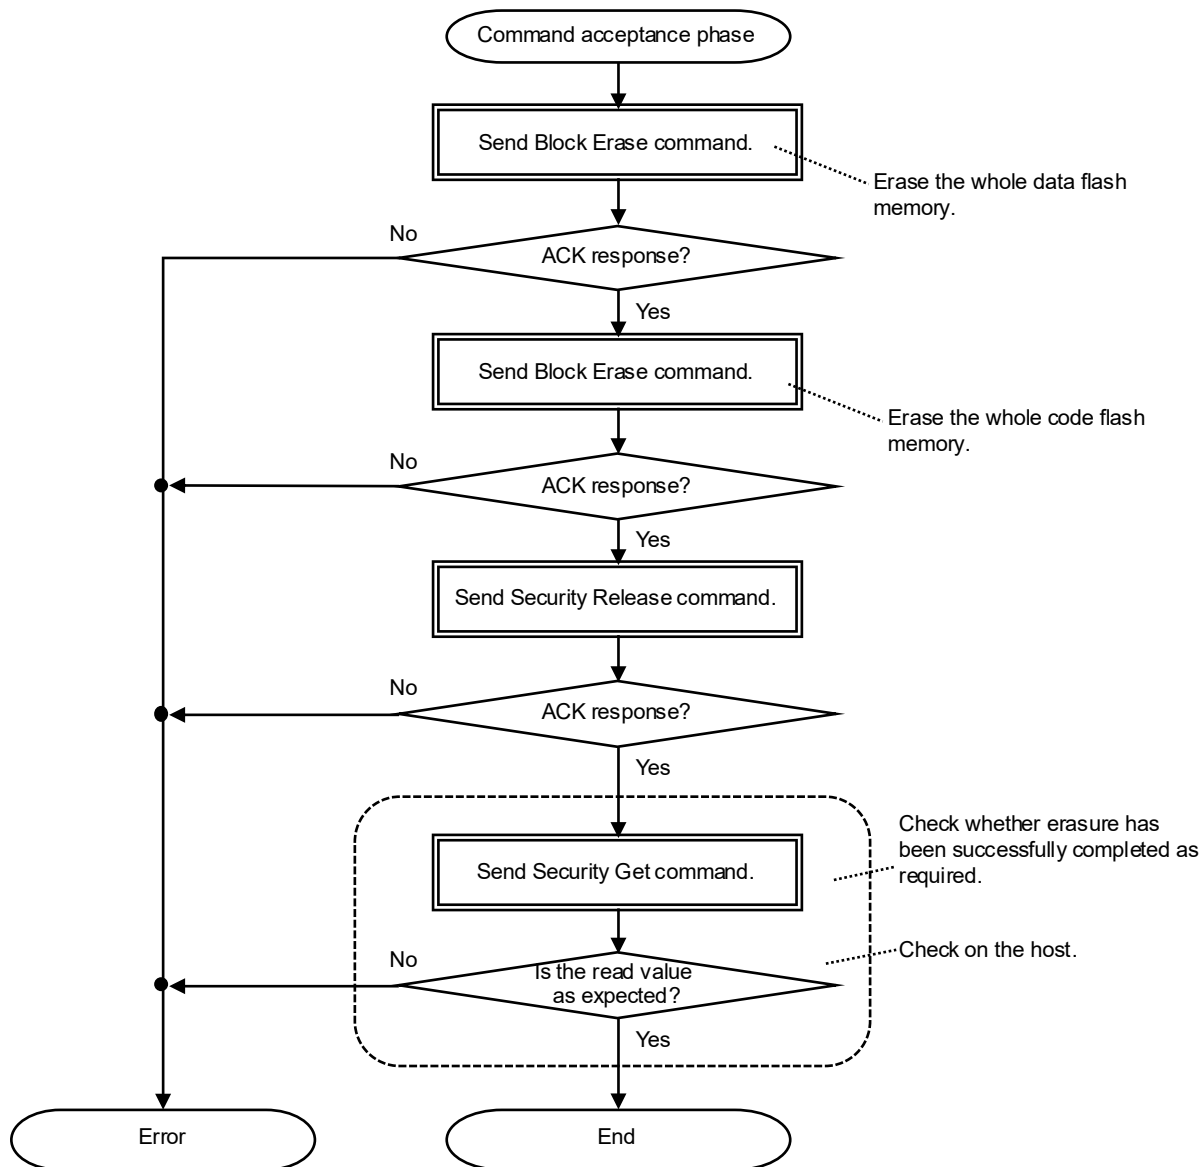 Command acceptance phase
Send Block Erase command.
Erase the whole data flash
memory.
No
ACK response?
Yes
Send Block Erase command.
Erase the whole code flash
memory.
No
ACK response?
Yes
Send Security Release command.
No
ACK response?
Yes
Check whether erasure has
been successfully completed as
required.
Send Security Get command.
Check on the host.
No
Is the read value
as expected?
Yes
Error
End